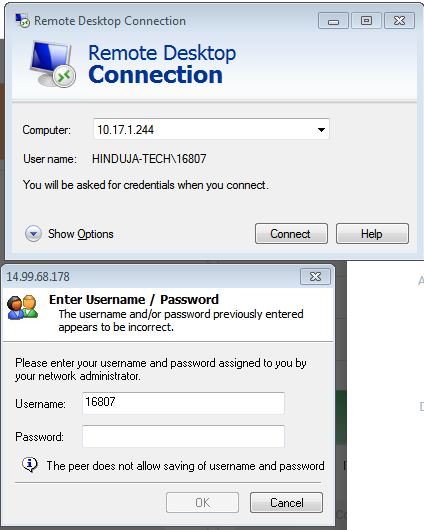 Remote Desktop Connection
Remote Desktop
Connection
Computer: 10.17.1.244
User name: HINDUJA-TECH\16807
You will be asked for credentials when you connect.
Show Options Connect Help
14.99.68.178
Enter Username / Password
The username and/or password previously entered
appears to be incorrect.
Please enter your username and password assigned to you by
your network administrator.
Username: 16807
Password:
The peer does not allow saving of username and password
OK Cancel